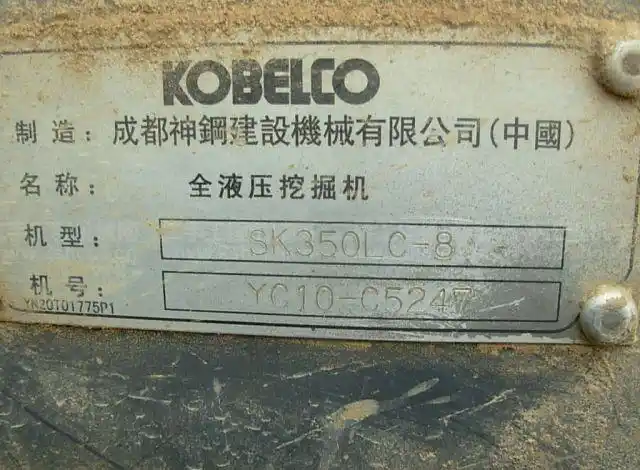 KOBELCO
制造：成都神鋼建設機械有限公司(中國)
名称：全液压挖掘机
机型：SK350LC-8
机号：YC10-C5247
YN20T01775P1